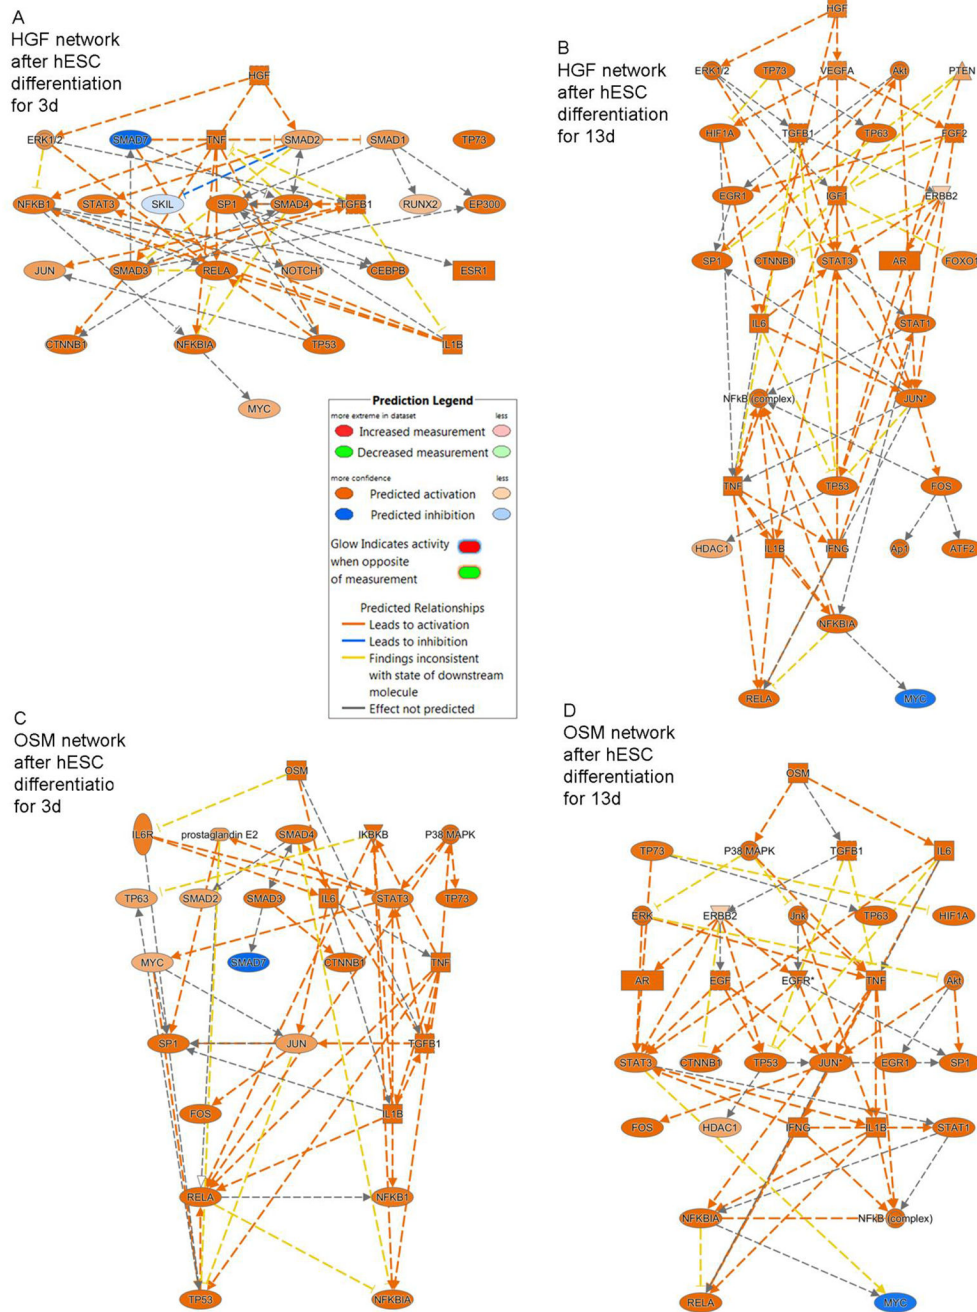 A
HGF network
after hESC
differentiation
for 3d
HGF
ERK1/2 SMAD7 TNF SMAD2 SMAD1 TP73
NFKB1 STAT3 SKIL SP1 SMAD4 TGFB1 RUNX2 EP300
JUN SMAD3 RELA NOTCH1 CEBPB ESR1
CTNNB1 NFKBIA TP53 IL1B
MYC
B
HGF network
after hESC
differentiation
for 13d
HGF
ERK1/2 TP73 VEGFA Akt PTEN
HIF1A TGFB1 TP63 FGF2
EGR1 IGF1 ERBB2
SP1 CTNNB1 STAT3 AR FOXO1
IL6 STAT1
NFkB (complex) JUN*
TNF TP53 FOS
HDAC1 IL1B IFNG Ap1 ATF2
NFKBIA
RELA MYC
Prediction Legend
more extreme in dataset less
Increased measurement
Decreased measurement
more confidence less
Predicted activation
Predicted inhibition
Glow Indicates activity
when opposite
of measurement
Predicted Relationships
Leads to activation
Leads to inhibition
Findings inconsistent
with state of downstream
molecule
Effect not predicted
C
OSM network
after hESC
differentiatio
for 3d
OSM
IL6R prostaglandin E2 SMAD4 IKBKB P38 MAPK
TP63 SMAD2 SMAD3 IL6 STAT3 TP73
MYC SMAD7 CTNNB1 TNF
SP1 JUN TGFB1
FOS IL1B
RELA NFKB1
TP53 NFKBIA
D
OSM network
after hESC
differentiation
for 13d
OSM
TP73 P38 MAPK TGFB1 IL6
ERK ERBB2 Jnk TP63 HIF1A
AR EGF EGFR* TNF Akt
STAT3 CTNNB1 TP53 JUN* EGR1 SP1
FOS HDAC1 IFNG IL1B STAT1
NFKBIA NFkB (complex)
RELA MYC